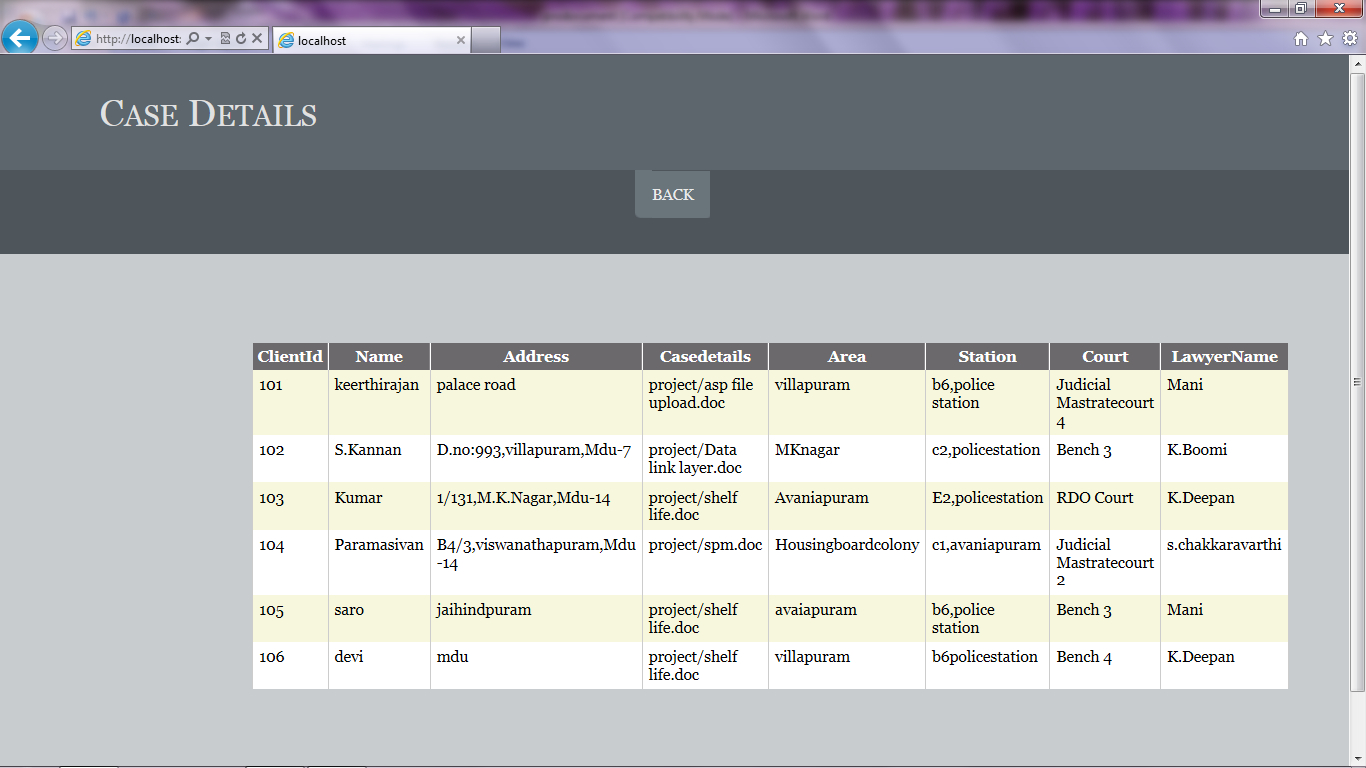 http://localhost:
localhost
CASE DETAILS
BACK
ClientId Name Address Casedetails Area Station Court LawyerName
101 keerthirajan palace road project/asp file upload.doc villapuram b6,police station Judicial Mastratecourt 4 Mani
102 S.Kannan D.no:993,villapuram,Mdu-7 project/Data link layer.doc MKnagar c2,policestation Bench 3 K.Boomi
103 Kumar 1/131,M.K.Nagar,Mdu-14 project/shelf life.doc Avaniapuram E2,policestation RDO Court K.Deepan
104 Paramasivan B4/3,viswanathapuram,Mdu-14 project/spm.doc Housingboardcolony c1,avaniapuram Judicial Mastratecourt 2 s.chakkaravarthi
105 saro jaihindpuram project/shelf life.doc avaiapuram b6,police station Bench 3 Mani
106 devi mdu project/shelf life.doc villapuram b6policestation Bench 4 K.Deepan